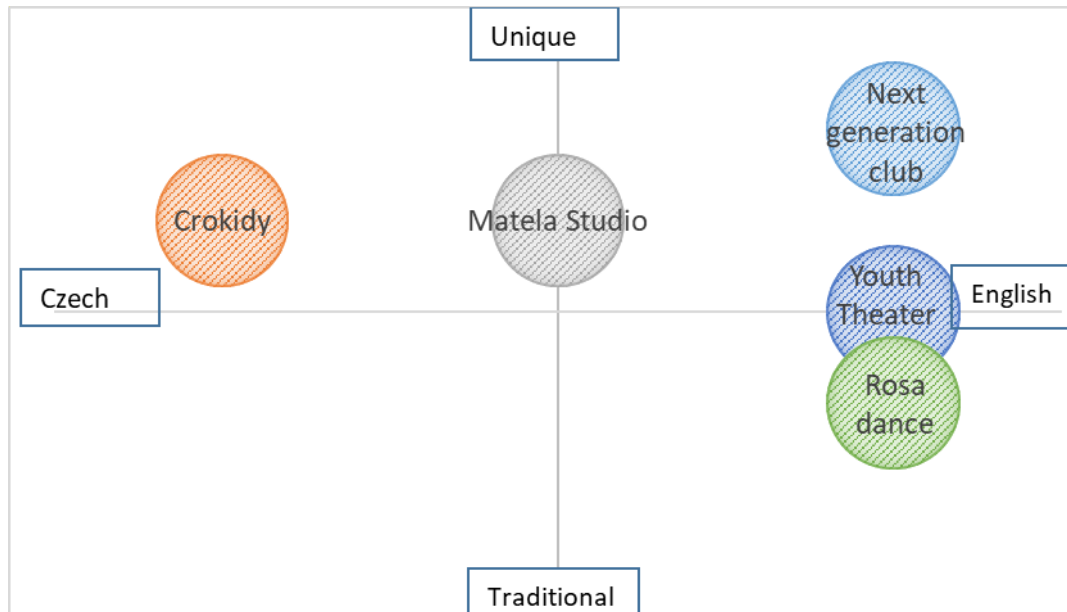 Unique
Next
generation
club
Crokidy
Matela Studio
Youth
Theater
Czech
English
Rosa
dance
Traditional